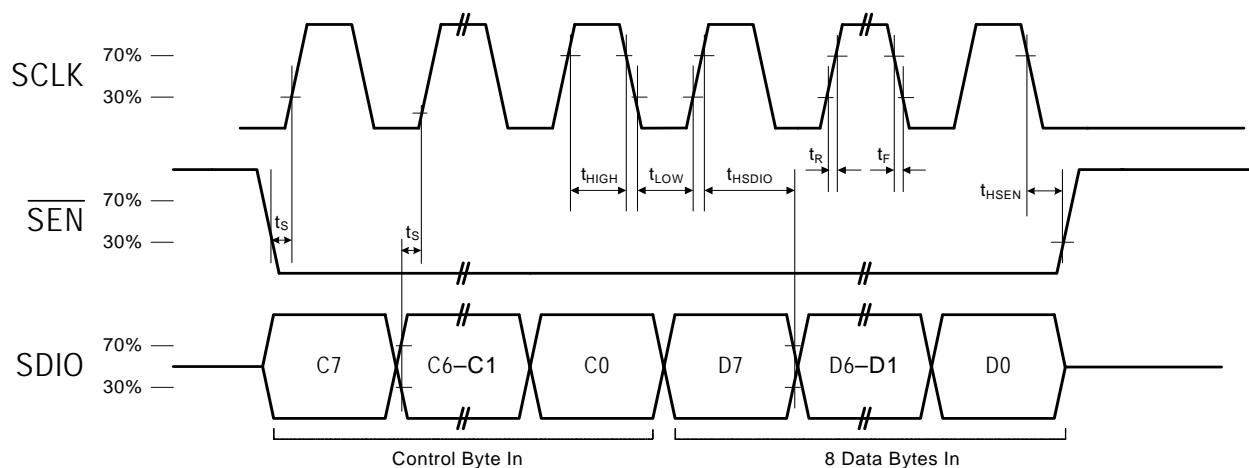 SCLK
70%
30%
tR
tF
tHIGH
tLOW
tHSDIO
tHSEN
SEN
70%
30%
tS
tS
SDIO
70%
30%
C7
C6–C1
C0
D7
D6–D1
D0
Control Byte In
8 Data Bytes In